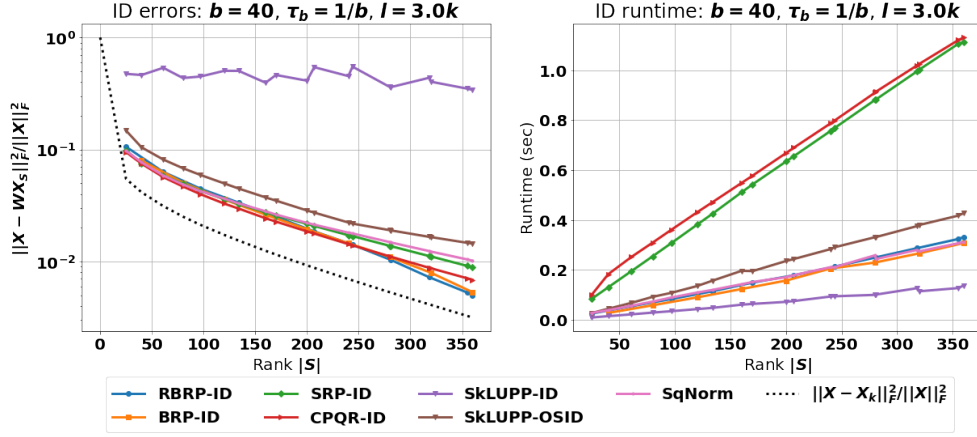 ID errors: b = 40, τ_b = 1/b, l = 3.0k
ID runtime: b = 40, τ_b = 1/b, l = 3.0k
||X − WX_S||²_F/||X||²_F
10⁰
10⁻¹
10⁻²
0 50 100 150 200 250 300 350 400
Rank |S|
Runtime (sec)
1.0
0.8
0.6
0.4
0.2
0.0
50 100 150 200 250 300 350
Rank |S|
RBRP-ID SRP-ID SkLUPP-ID SqNorm ||X − X_k||²_F/||X||²_F
BRP-ID CPQR-ID SkLUPP-OSID